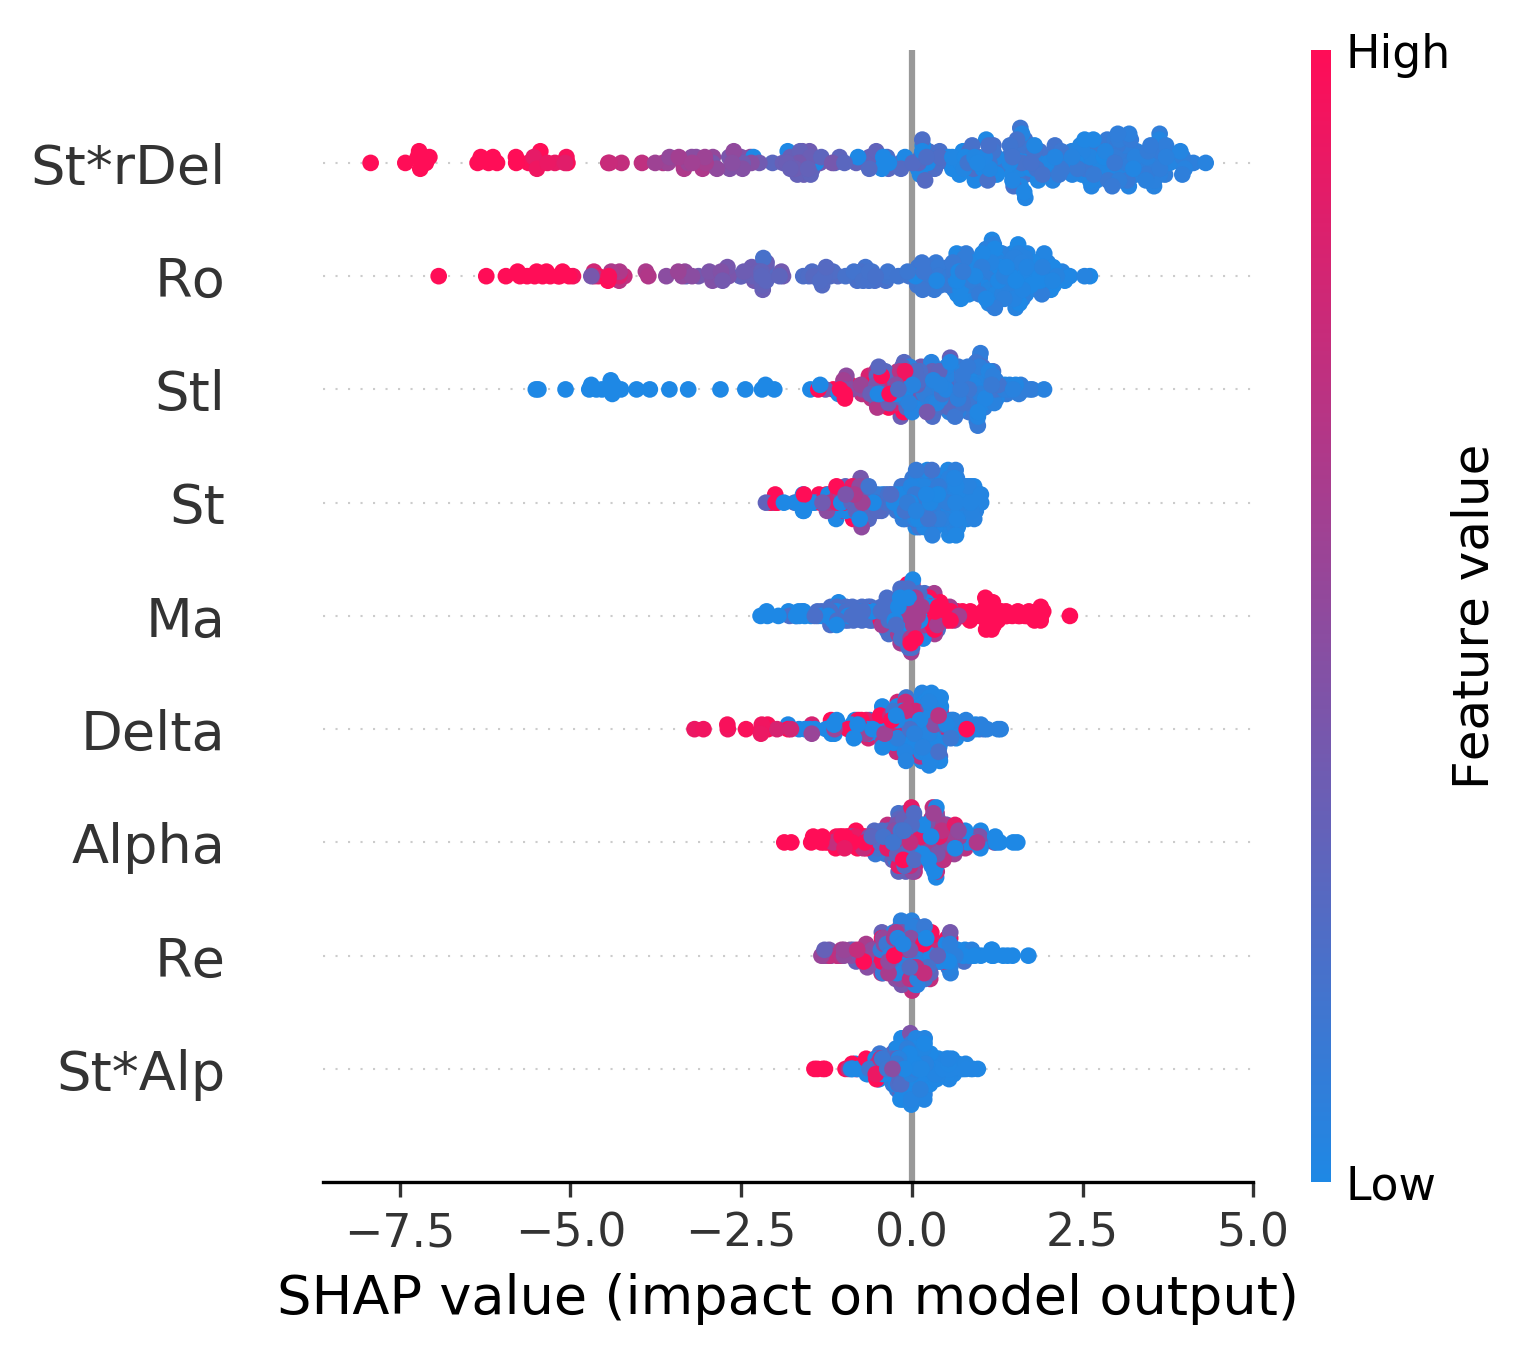 High
St*rDel
Ro
Stl
St
Ma
Delta
Alpha
Re
St*Alp
Feature value
Low
−7.5 −5.0 −2.5 0.0 2.5 5.0
SHAP value (impact on model output)